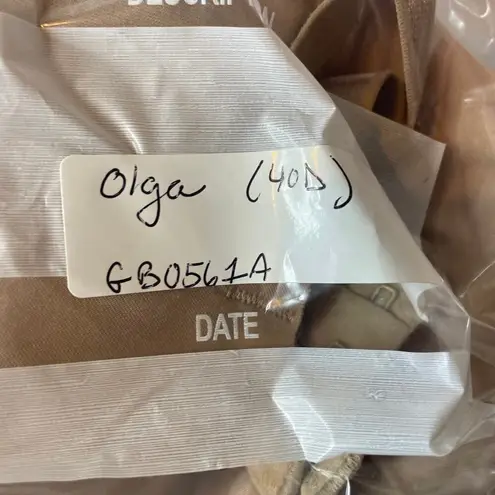 Olga (40D)
GB0561A
DATE